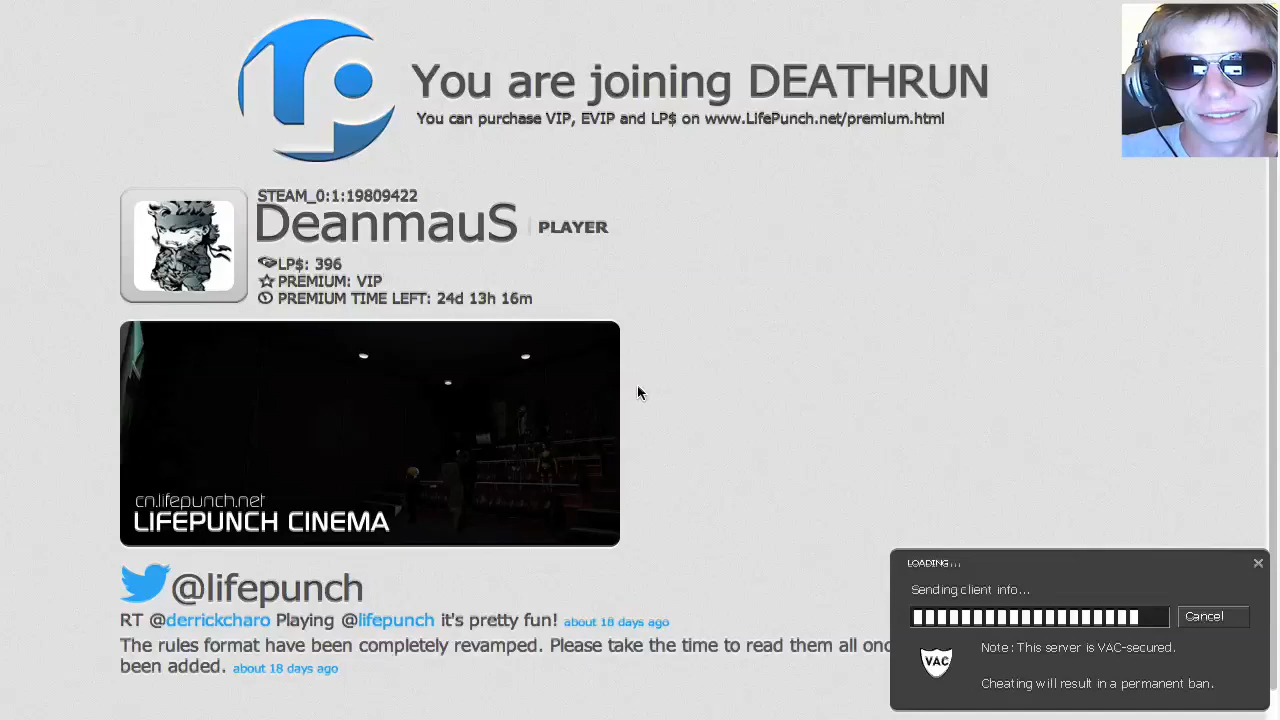 You are joining DEATHRUN
You can purchase VIP, EVIP and LP$ on www.LifePunch.net/premium.html
STEAM_0:1:19809422
DeanmauS | PLAYER
LP$: 396
PREMIUM: VIP
PREMIUM TIME LEFT: 24d 13h 16m
cn.lifepunch.net
LIFEPUNCH CINEMA
@lifepunch
RT @derrickcharo Playing @lifepunch it's pretty fun! about 18 days ago
The rules format have been completely revamped. Please take the time to read them all onc
been added. about 18 days ago
LOADING...
Sending client info...
Cancel
Note: This server is VAC-secured.
VAC
Cheating will result in a permanent ban.